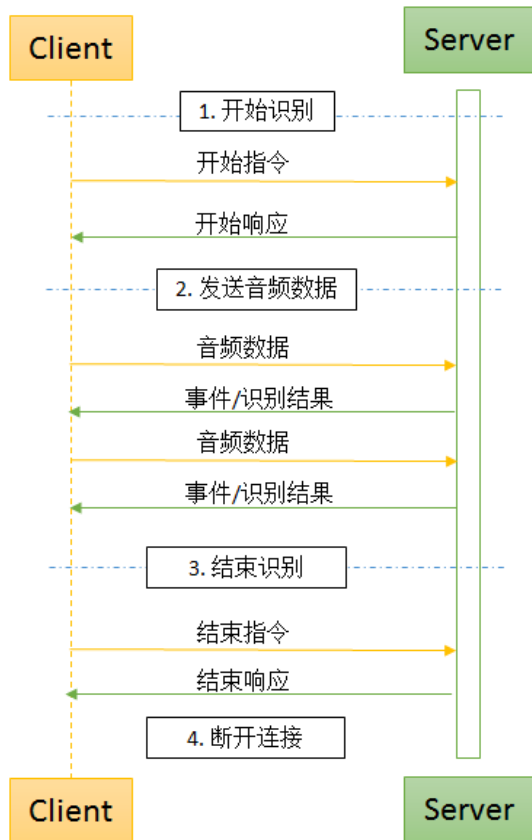 Client
Server
1. 开始识别
开始指令
开始响应
2. 发送音频数据
音频数据
事件/识别结果
音频数据
事件/识别结果
3. 结束识别
结束指令
结束响应
4. 断开连接
Client
Server